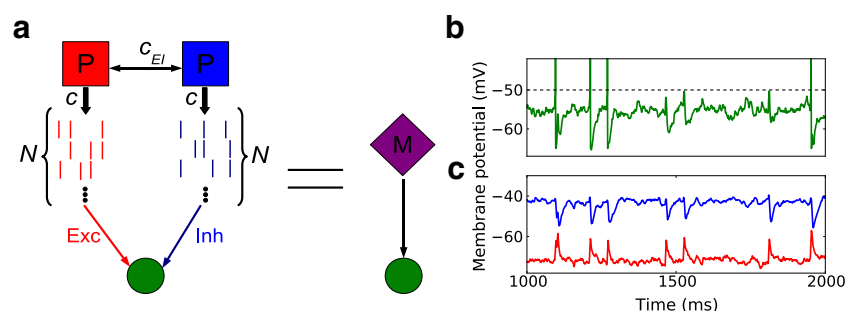 a
P
c_EI
P
c
N
N
Exc
Inh
M
b
Membrane potential (mV)
−50
−60
c
−40
−60
1000
1500
2000
Time (ms)